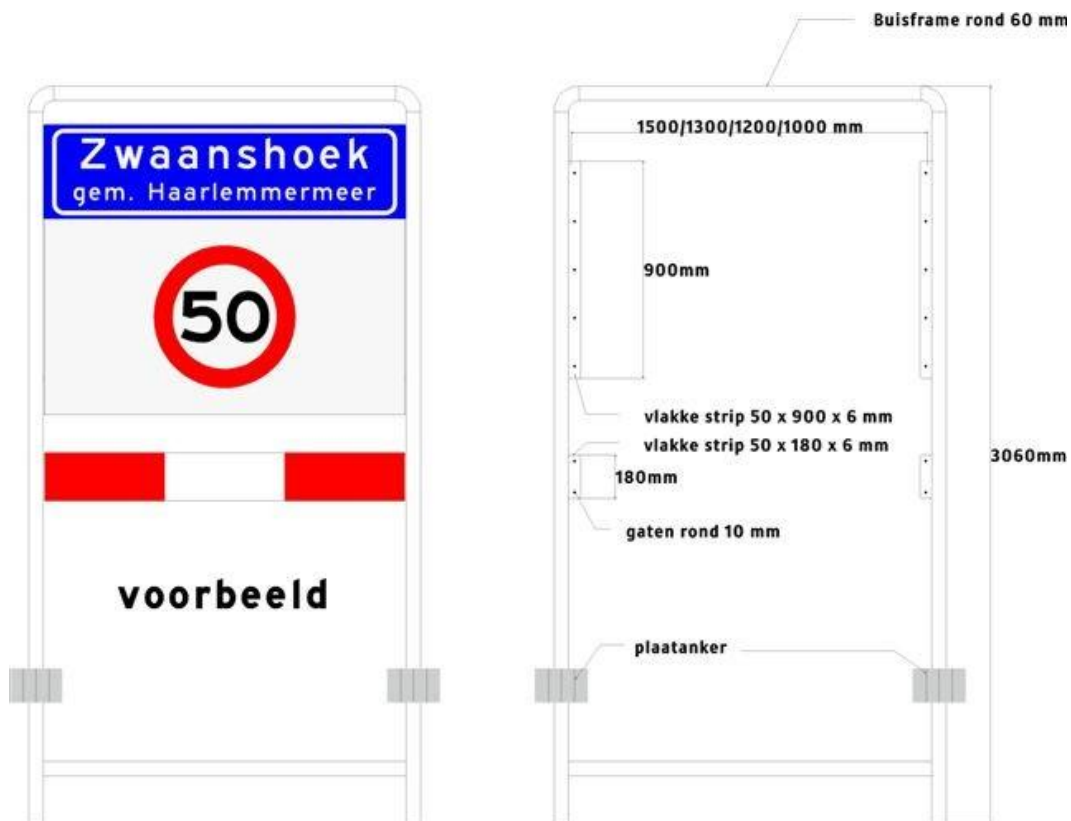 Zwaanshoek
gem. Haarlemmermeer
50
voorbeeld
Buisframe rond 60 mm
1500/1300/1200/1000 mm
900mm
vlakke strip 50 x 900 x 6 mm
vlakke strip 50 x 180 x 6 mm
180mm
3060mm
gaten rond 10 mm
plaatanker